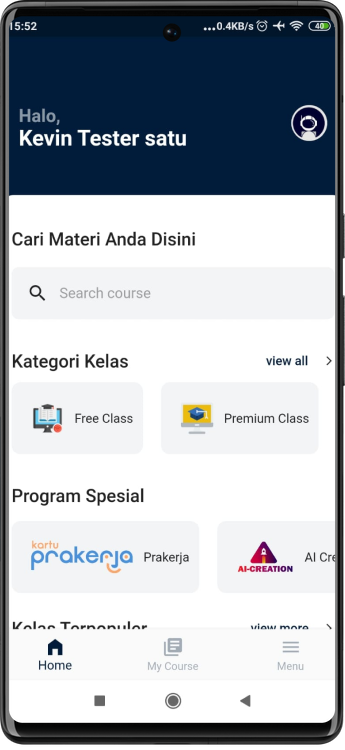 15:52
...0.4KB/s
40
Halo,
Kevin Tester satu
Cari Materi Anda Disini
Search course
Kategori Kelas
view all
Free Class
Premium Class
Program Spesial
kartu
prakerja
Prakerja
AI-CREATION
AI Cre
Kelas Terpopuler
view more
Home
My Course
Menu